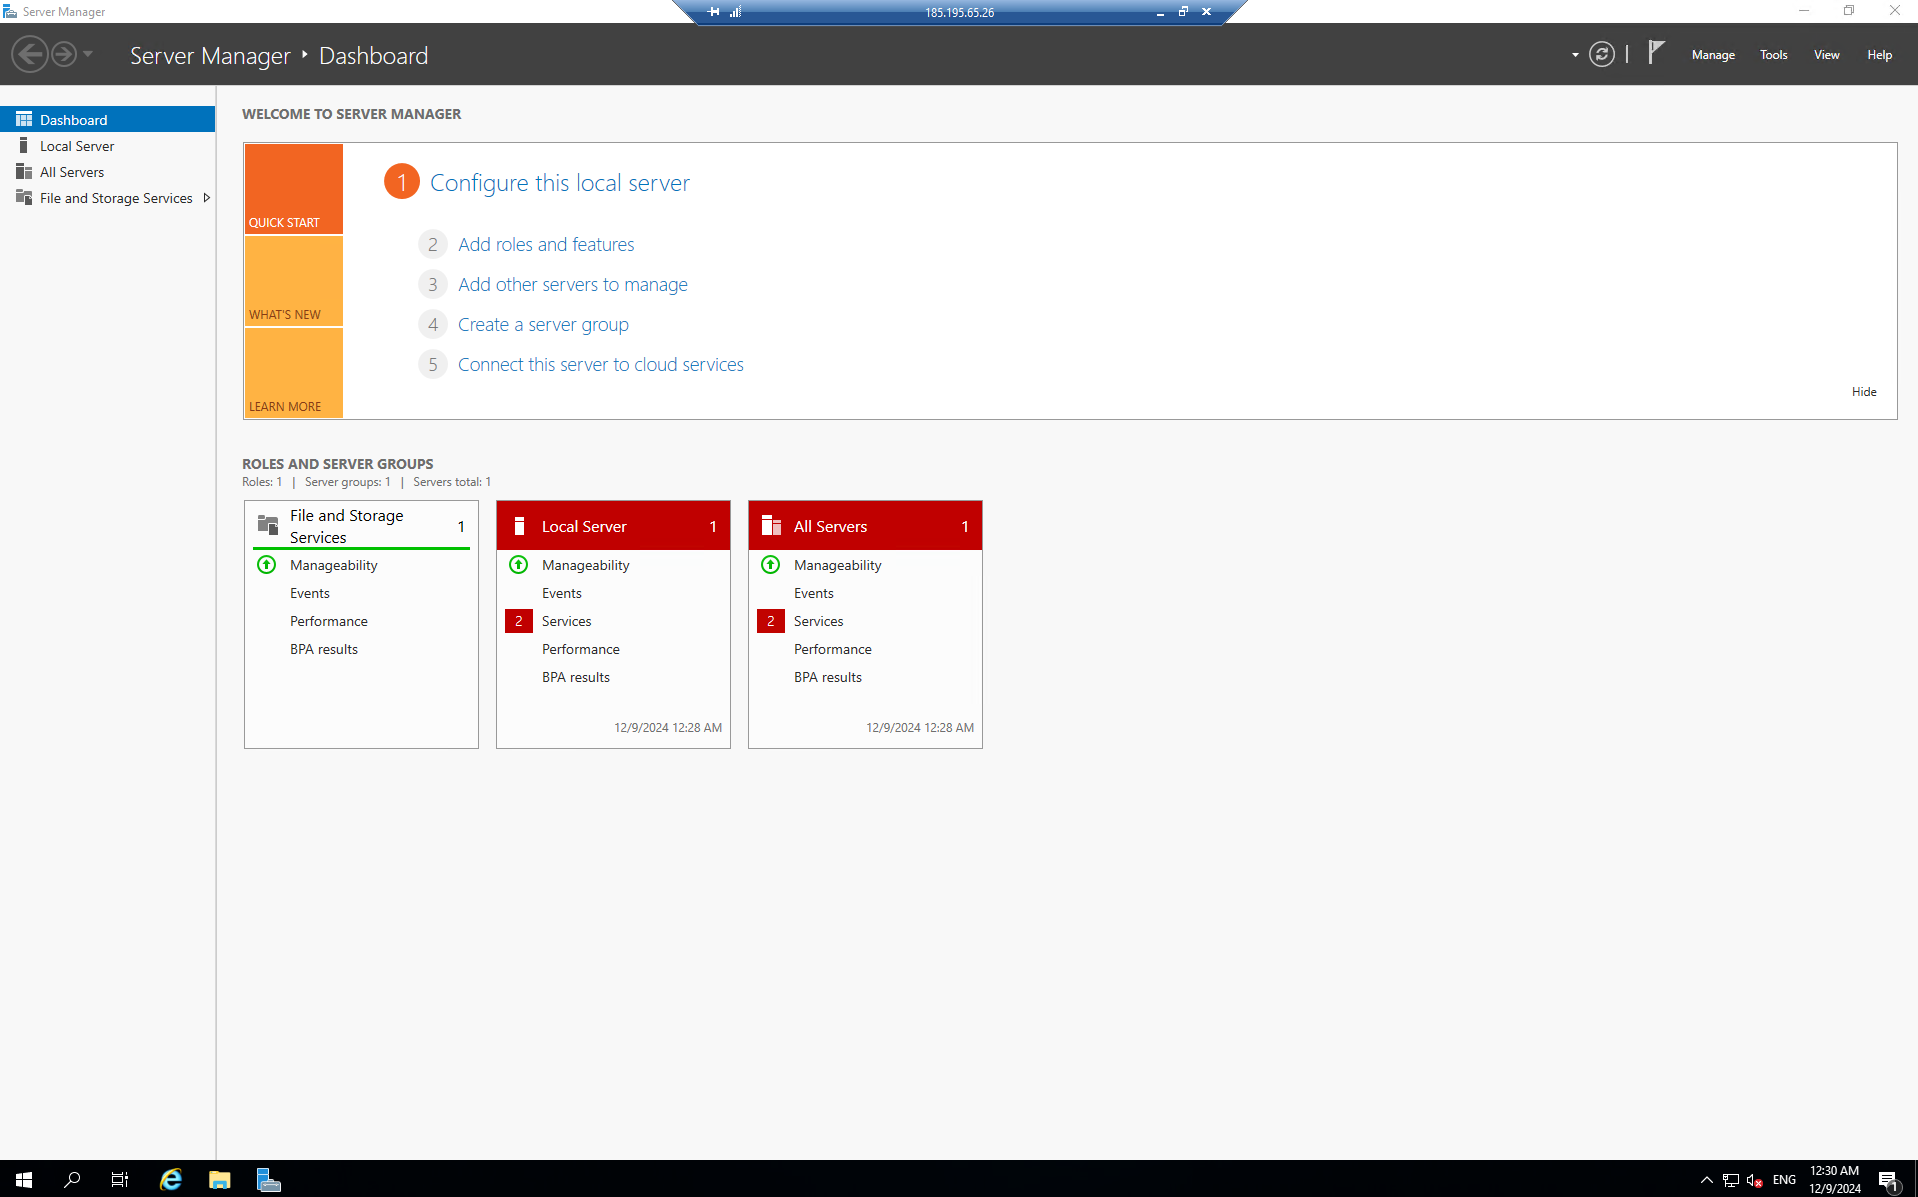 Server Manager
185.195.65.26
Server Manager Dashboard
Manage Tools View Help
Dashboard
Local Server
All Servers
File and Storage Services
WELCOME TO SERVER MANAGER
QUICK START
WHAT'S NEW
LEARN MORE
1 Configure this local server
2 Add roles and features
3 Add other servers to manage
4 Create a server group
5 Connect this server to cloud services
Hide
ROLES AND SERVER GROUPS
Roles: 1 | Server groups: 1 | Servers total: 1
File and Storage
Services
1
Manageability
Events
Performance
BPA results
Local Server 1
Manageability
Events
2 Services
Performance
BPA results
12/9/2024 12:28 AM
All Servers 1
Manageability
Events
2 Services
Performance
BPA results
12/9/2024 12:28 AM
ENG
12:30 AM
12/9/2024
1